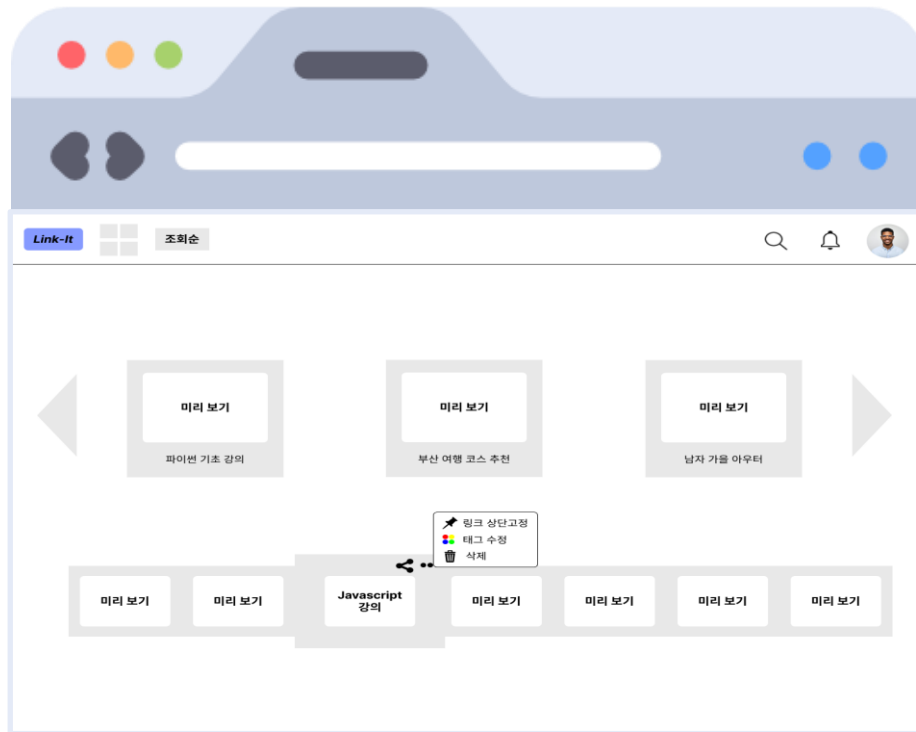 Link-It
조회순
미리 보기
미리 보기
미리 보기
파이썬 기초 강의
부산 여행 코스 추천
남자 가을 아우터
링크 상단고정
태그 수정
삭제
미리 보기
미리 보기
Javascript
강의
미리 보기
미리 보기
미리 보기
미리 보기